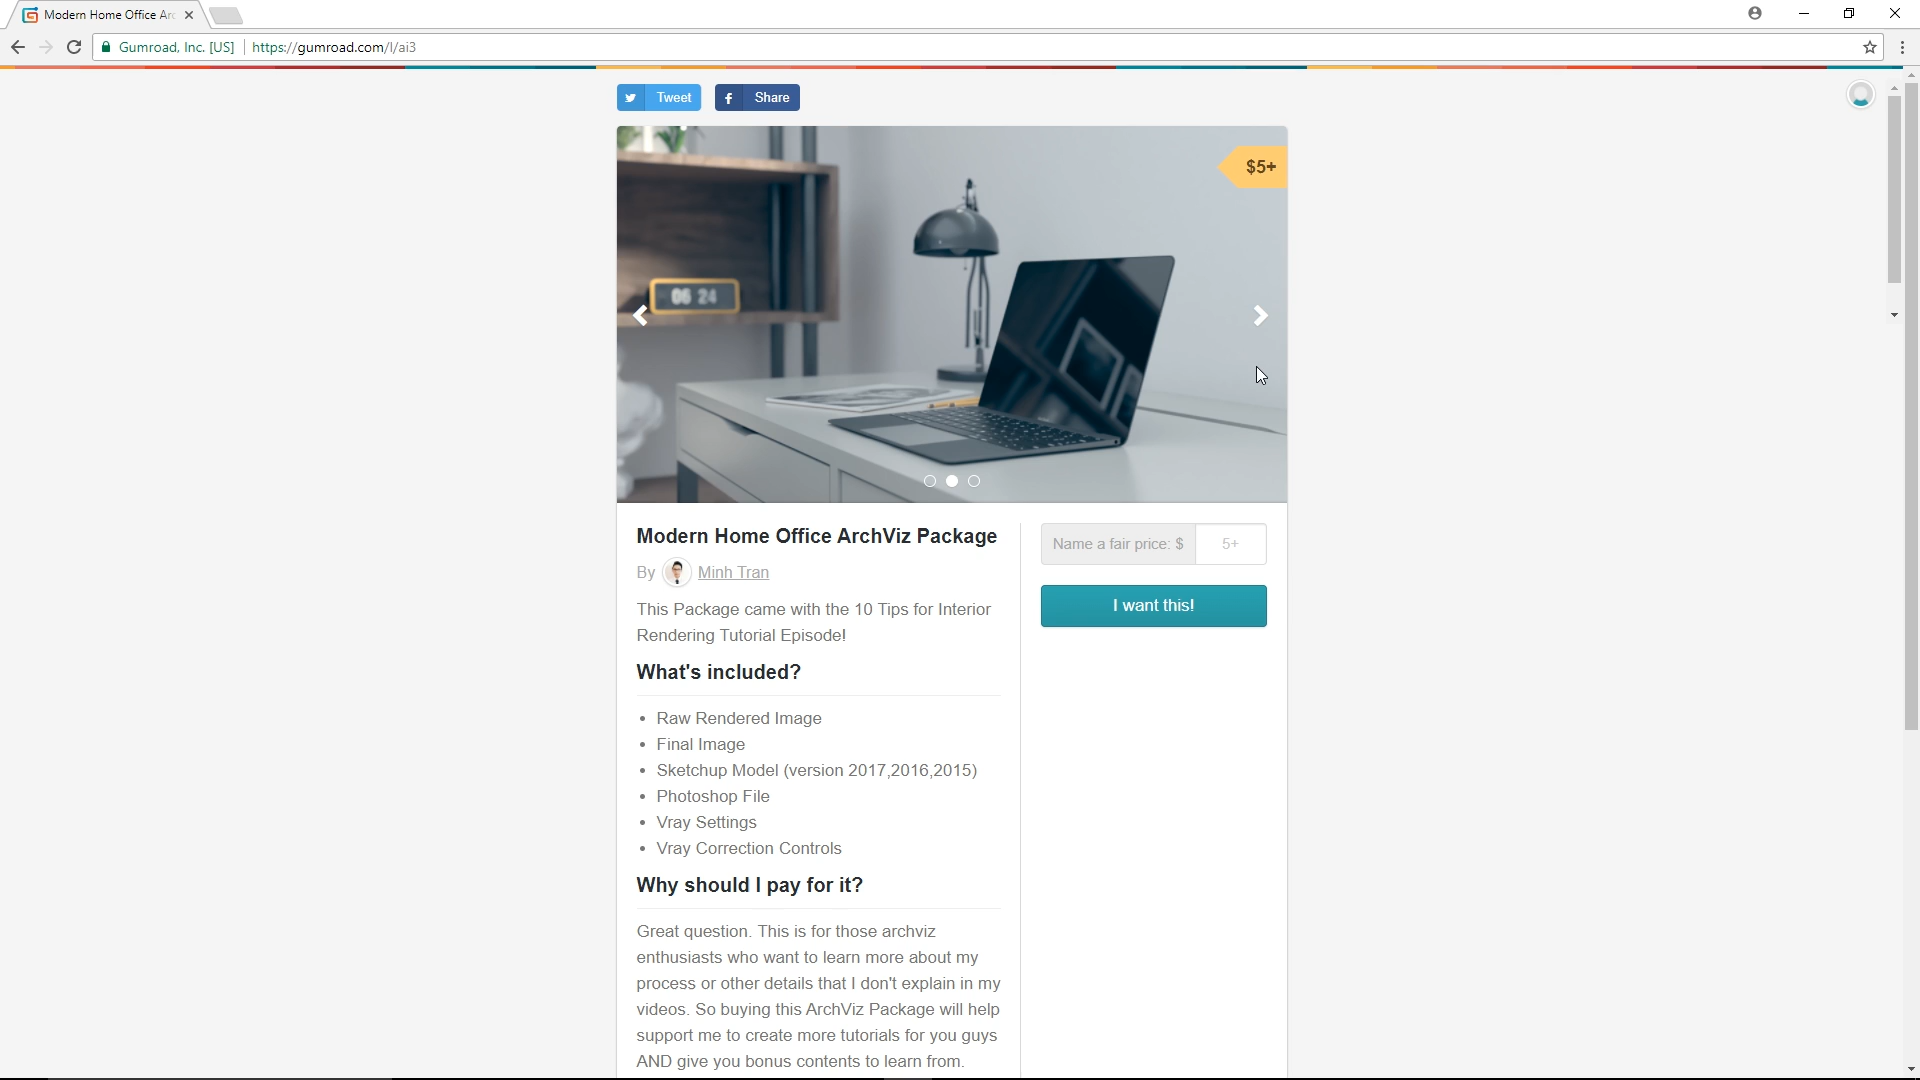 Modern Home Office Arc
Gumroad, Inc. [US] https://gumroad.com/l/ai3
Tweet Share
$5+
06 24
Modern Home Office ArchViz Package
By Minh Tran
This Package came with the 10 Tips for Interior
Rendering Tutorial Episode!
What's included?
• Raw Rendered Image
• Final Image
• Sketchup Model (version 2017,2016,2015)
• Photoshop File
• Vray Settings
• Vray Correction Controls
Why should I pay for it?
Great question. This is for those archviz
enthusiasts who want to learn more about my
process or other details that I don't explain in my
videos. So buying this ArchViz Package will help
support me to create more tutorials for you guys
AND give you bonus contents to learn from.
Name a fair price: $ 5+
I want this!